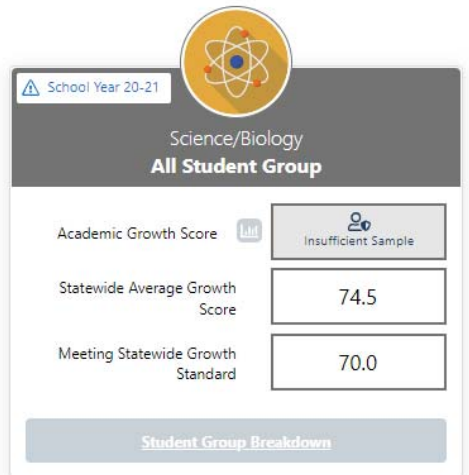 School Year 20-21
Science/Biology
All Student Group
Academic Growth Score
Insufficient Sample
Statewide Average Growth
Score
74.5
Meeting Statewide Growth
Standard
70.0
Student Group Breakdown